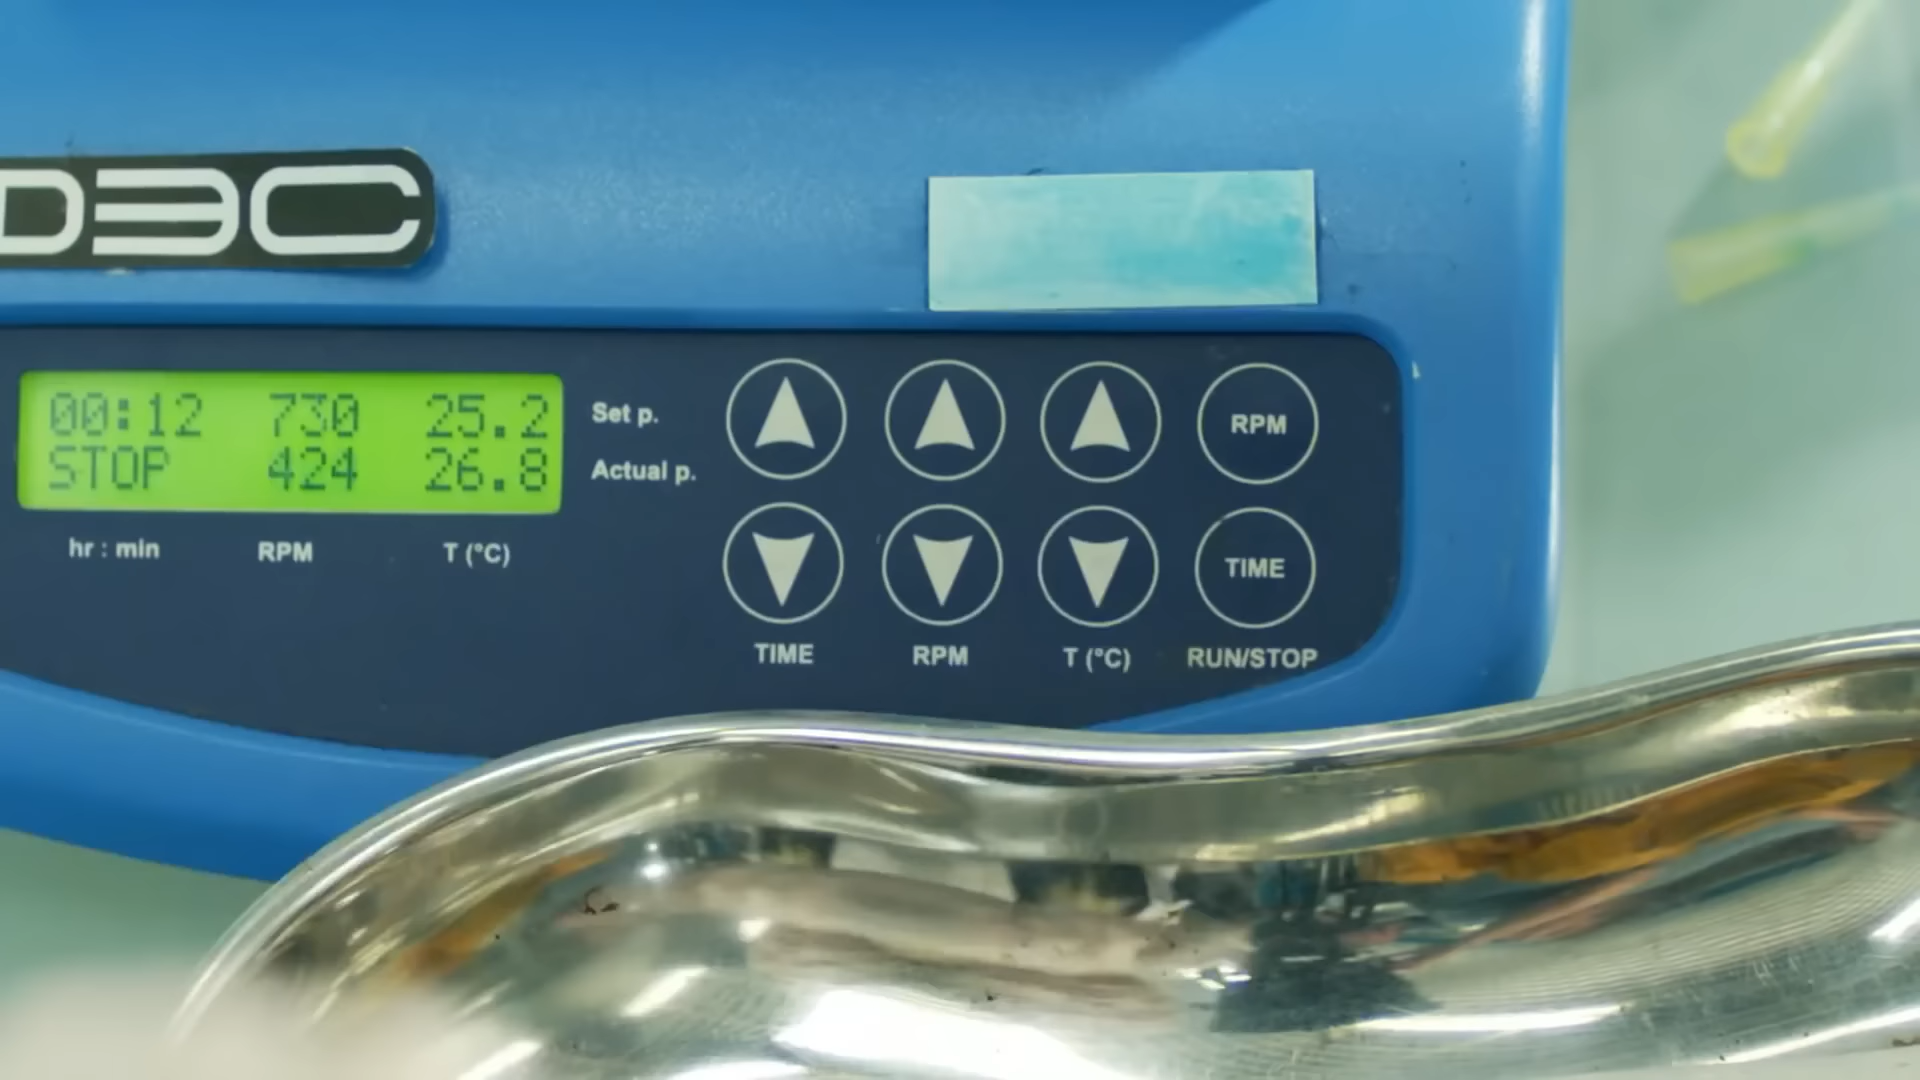 DEC
00:12 730 25.2 Set p.
STOP 424 26.8 Actual p.
hr : min RPM T (°C)
RPM
TIME
TIME RPM T (°C) RUN/STOP